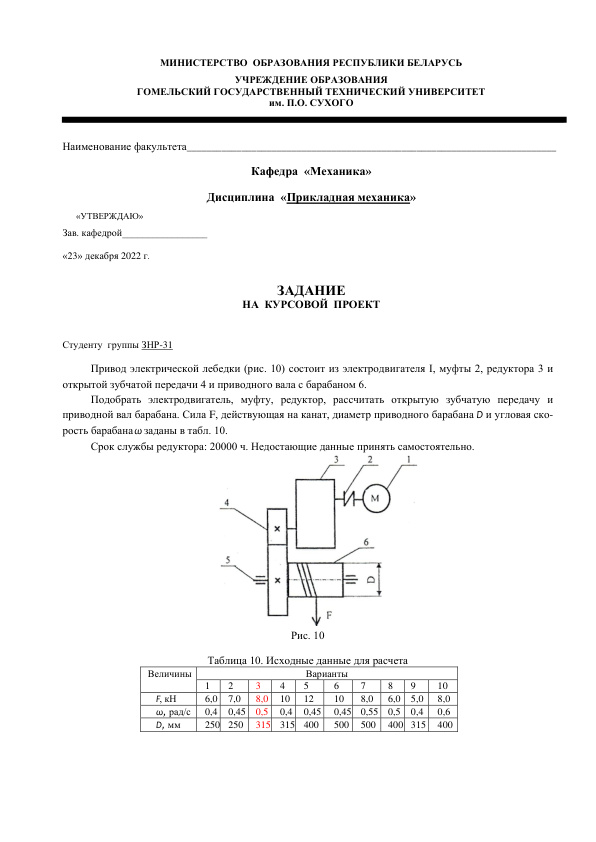 МИНИСТЕРСТВО ОБРАЗОВАНИЯ РЕСПУБЛИКИ БЕЛАРУСЬ
УЧРЕЖДЕНИЕ ОБРАЗОВАНИЯ
ГОМЕЛЬСКИЙ ГОСУДАРСТВЕННЫЙ ТЕХНИЧЕСКИЙ УНИВЕРСИТЕТ
им. П.О. СУХОГО
Наименование факультета____________________
Кафедра «Механика»
Дисциплина «Прикладная механика»
«УТВЕРЖДАЮ»
Зав. кафедрой_________________
«23» декабря 2022 г.
ЗАДАНИЕ
НА КУРСОВОЙ ПРОЕКТ
Студенту группы ЗНР-31
Привод электрической лебедки (рис. 10) состоит из электродвигателя I, муфты 2, редуктора 3 и
открытой зубчатой передачи 4 и приводного вала с барабаном 6.
Подобрать электродвигатель, муфту, редуктор, рассчитать открытую зубчатую передачу и
приводной вал барабана. Сила F, действующая на канат, диаметр приводного барабана D и угловая ско-
рость барабана ω заданы в табл. 10.
Срок службы редуктора: 20000 ч. Недостающие данные принять самостоятельно.
3 2 1
М
4
5 6
D
F
Рис. 10
Таблица 10. Исходные данные для расчета
Величины Варианты
1 2 3 4 5 6 7 8 9 10
F, кН 6,0 7,0 8,0 10 12 10 8,0 6,0 5,0 8,0
ω, рад/с 0,4 0,45 0,5 0,4 0,45 0,45 0,55 0,5 0,4 0,6
D, мм 250 250 315 315 400 500 500 400 315 400